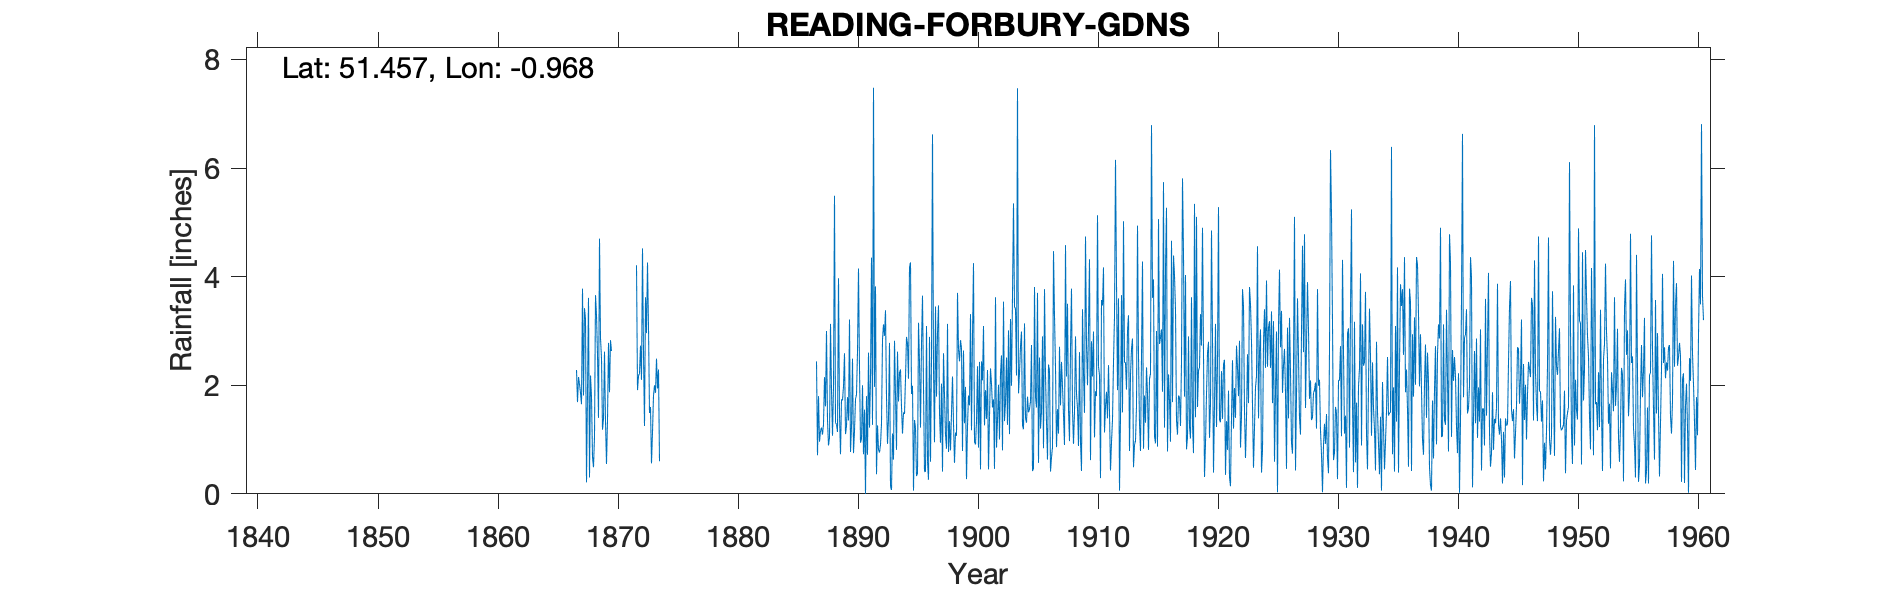 READING-FORBURY-GDNS
Lat: 51.457, Lon: -0.968
8
6
4
2
0
Rainfall [inches]
1840 1850 1860 1870 1880 1890 1900 1910 1920 1930 1940 1950 1960
Year